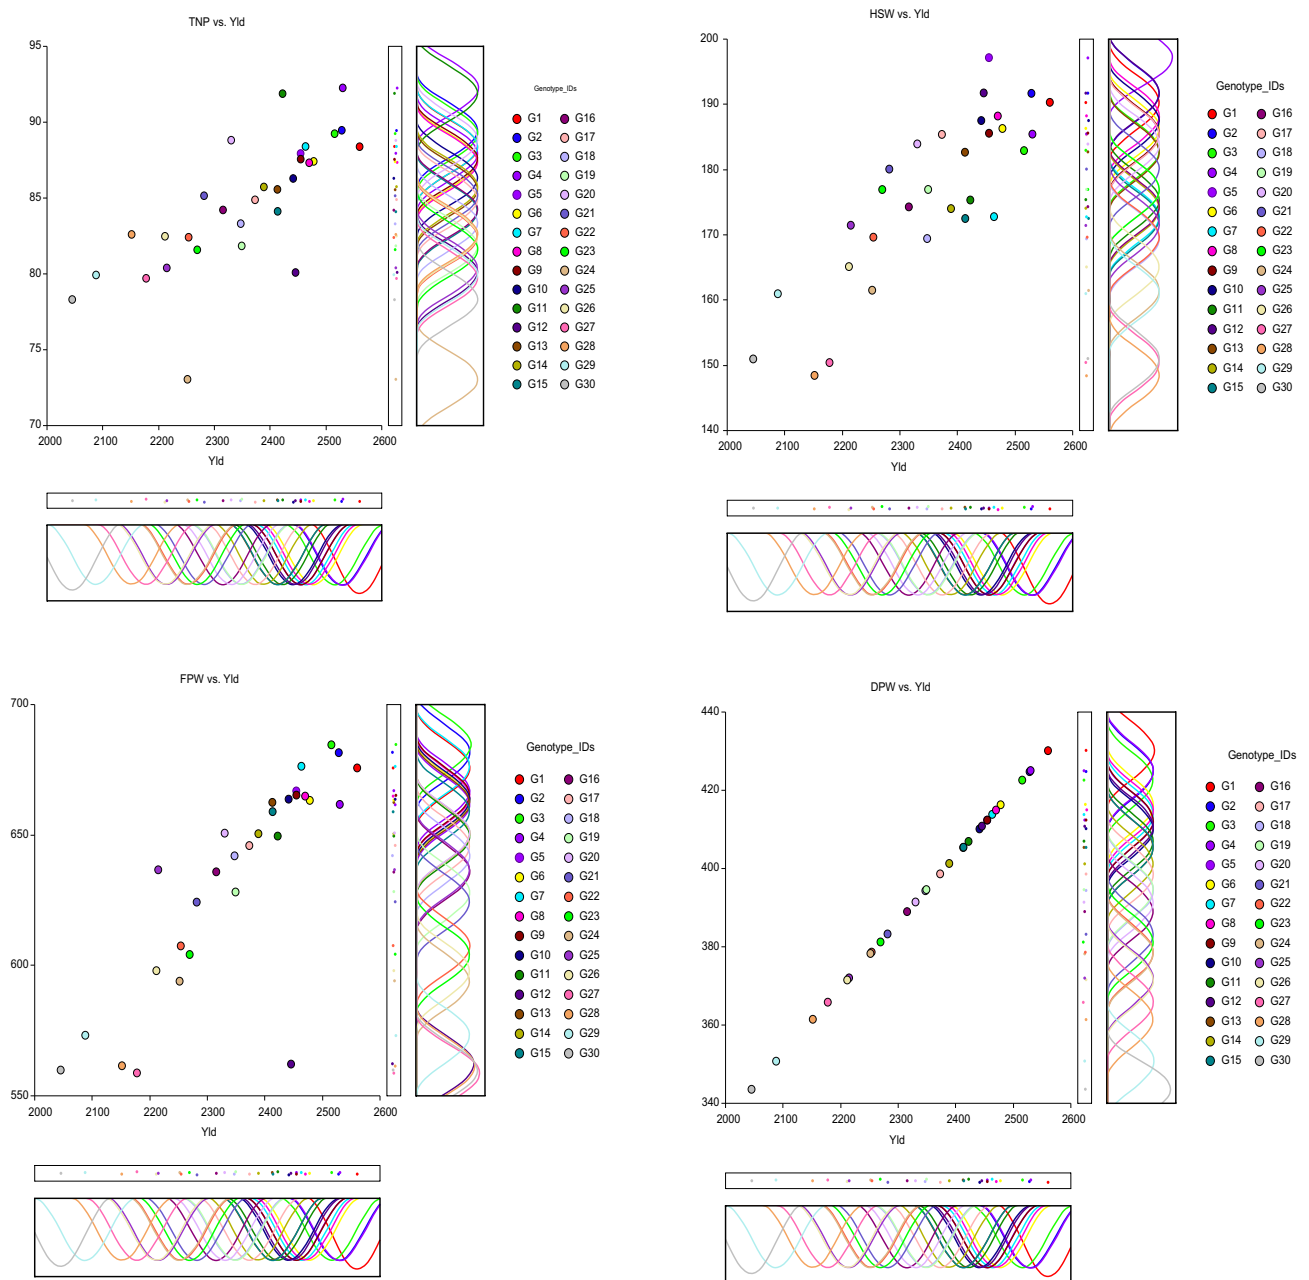 TNP vs. Yld
95
90
85
80
75
70
2000 2100 2200 2300 2400 2500 2600
Yld
Genotype_IDs
G1 G16
G2 G17
G3 G18
G4 G19
G5 G20
G6 G21
G7 G22
G8 G23
G9 G24
G10 G25
G11 G26
G12 G27
G13 G28
G14 G29
G15 G30
HSW vs. Yld
200
190
180
170
160
150
140
2000 2100 2200 2300 2400 2500 2600
Yld
Genotype_IDs
G1 G16
G2 G17
G3 G18
G4 G19
G5 G20
G6 G21
G7 G22
G8 G23
G9 G24
G10 G25
G11 G26
G12 G27
G13 G28
G14 G29
G15 G30
FPW vs. Yld
700
650
600
550
2000 2100 2200 2300 2400 2500 2600
Yld
Genotype_IDs
G1 G16
G2 G17
G3 G18
G4 G19
G5 G20
G6 G21
G7 G22
G8 G23
G9 G24
G10 G25
G11 G26
G12 G27
G13 G28
G14 G29
G15 G30
DPW vs. Yld
440
420
400
380
360
340
2000 2100 2200 2300 2400 2500 2600
Yld
Genotype_IDs
G1 G16
G2 G17
G3 G18
G4 G19
G5 G20
G6 G21
G7 G22
G8 G23
G9 G24
G10 G25
G11 G26
G12 G27
G13 G28
G14 G29
G15 G30